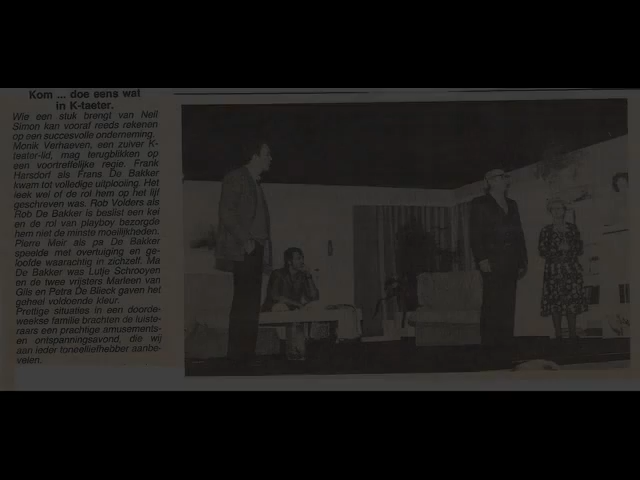 Kom ... doe eens wat
in K-taeter.
Wie een stuk brengt van Neil
Simon kan vooraf reeds rekenen
op een succesvolle onderneming.
Monik Verhaeven, een zuiver K-
teater-lid, mag terugblikken op
een voortreffelijke regie. Frank
Harsdorf als Frans De Bakker
kwam tot volledige uitplooiing. Het
leek wel of de rol hem op het lijf
geschreven was. Rob Volders als
Rob De Bakker is beslist een kei
en de rol van playboy bezorgde
hem niet de minste moeilijkheden.
Pierre Meir als pa De Bakker
speelde met overtuiging en ge-
loofde waarachtig in zichzelf. Ma
De Bakker was Lutje Schrooyen
en de twee vrijsters Marleen van
Gils en Petra De Blieck gaven het
geheel voldoende kleur.
Prettige situaties in een doorde-
weekse familie brachten de luiste-
raars een prachtige amusements-
en ontspanningsavond, die wij
aan ieder toneelliefhebber aanbe-
velen.